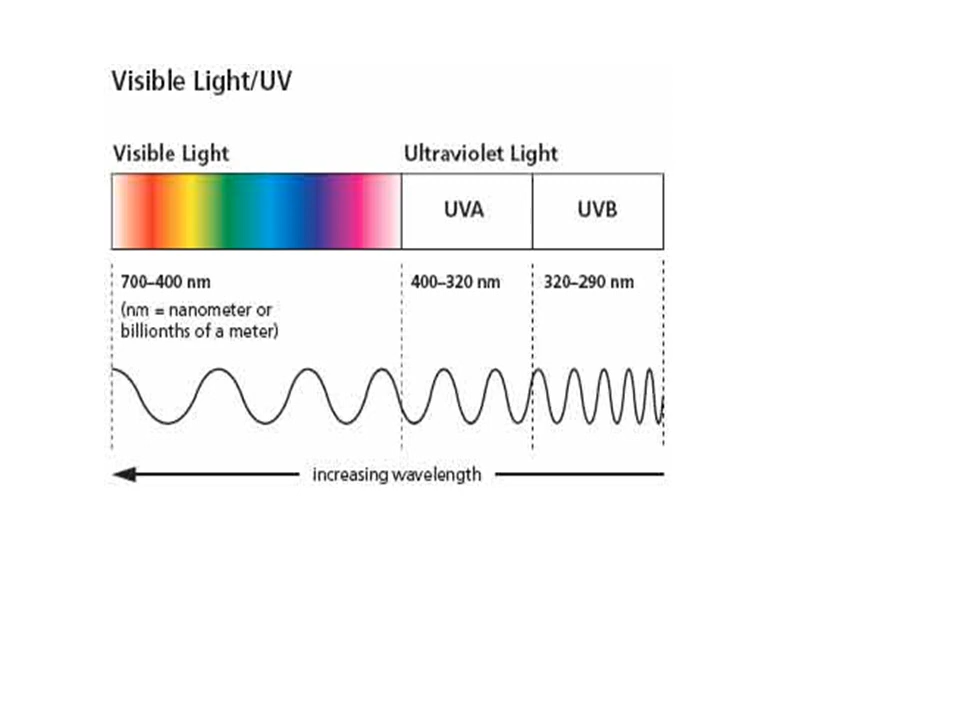 Visible Light/UV
Visible Light
Ultraviolet Light
UVA
UVB
700–400 nm
(nm = nanometer or
billionths of a meter)
400–320 nm
320–290 nm
increasing wavelength